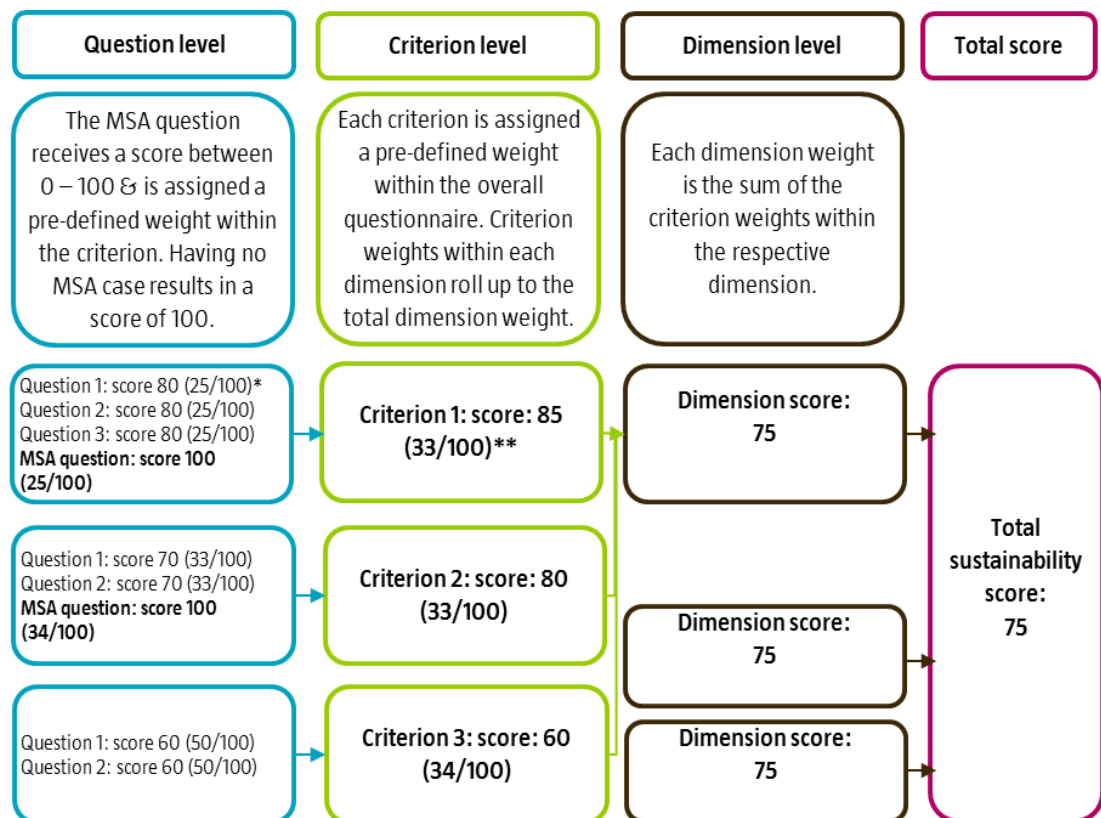 Question level
Criterion level
Dimension level
Total score
The MSA question
receives a score between
0 – 100 & is assigned a
pre-defined weight within
the criterion. Having no
MSA case results in a
score of 100.
Each criterion is assigned
a pre-defined weight
within the overall
questionnaire. Criterion
weights within each
dimension roll up to the
total dimension weight.
Each dimension weight
is the sum of the
criterion weights within
the respective
dimension.
Question 1: score 80 (25/100)*
Question 2: score 80 (25/100)
Question 3: score 80 (25/100)
MSA question: score 100
(25/100)
Criterion 1: score: 85
(33/100)**
Dimension score:
75
Question 1: score 70 (33/100)
Question 2: score 70 (33/100)
MSA question: score 100
(34/100)
Criterion 2: score: 80
(33/100)
Dimension score:
75
Question 1: score 60 (50/100)
Question 2: score 60 (50/100)
Criterion 3: score: 60
(34/100)
Dimension score:
75
Total
sustainability
score:
75